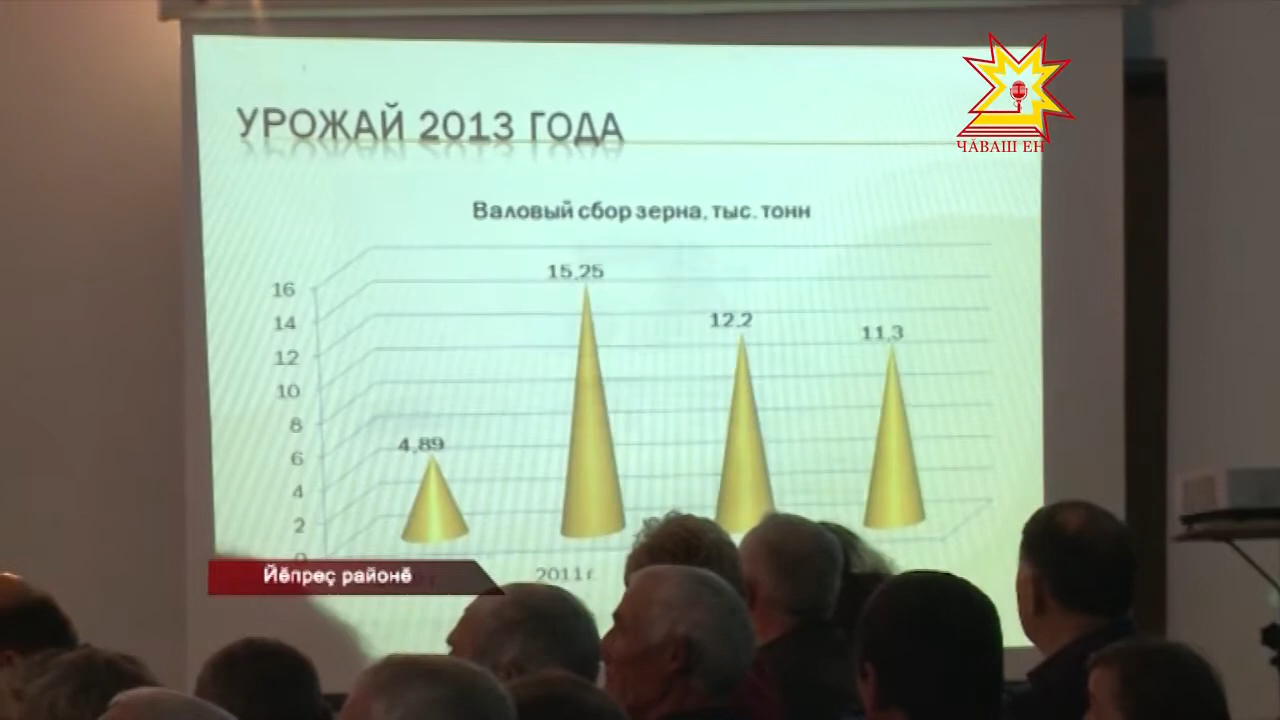 ЧӐВАШ ЕН
УРОЖАЙ 2013 ГОДА
Валовый сбор зерна, тыс. тонн
16
14
12
10
8
6
4
2
0
4,89
15,25
12,2
11,3
2011 г.
Йӗпреҫ районӗ